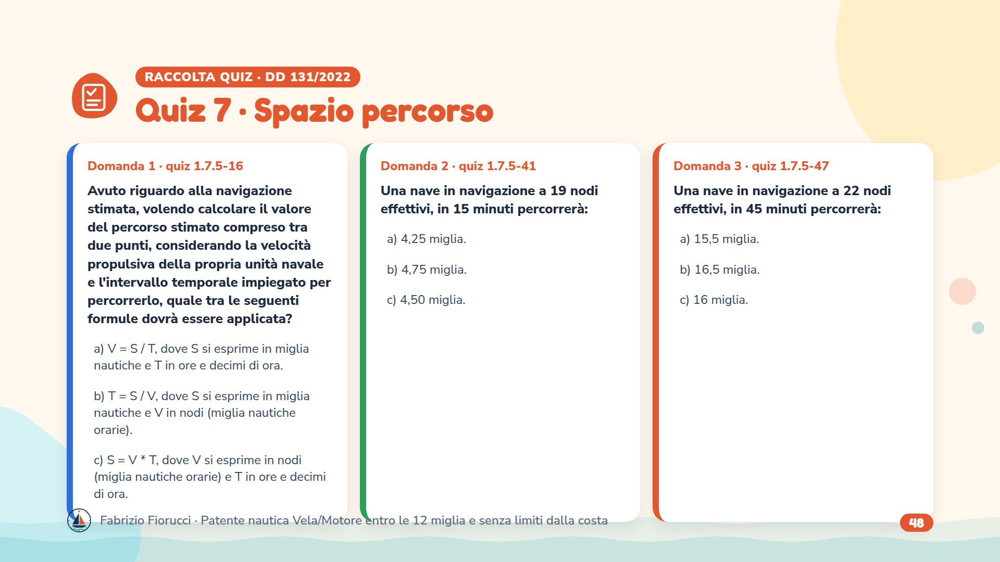 RACCOLTA QUIZ · DD 131/2022
Quiz 7 · Spazio percorso
Domanda 1 · quiz 1.7.5-16
Avuto riguardo alla navigazione
stimata, volendo calcolare il valore
del percorso stimato compreso tra
due punti, considerando la velocità
propulsiva della propria unità navale
e l'intervallo temporale impiegato per
percorrerlo, quale tra le seguenti
formule dovrà essere applicata?
a) V = S / T, dove S si esprime in miglia
nautiche e T in ore e decimi di ora.
b) T = S / V, dove S si esprime in miglia
nautiche e V in nodi (miglia nautiche
orarie).
c) S = V * T, dove V si esprime in nodi
(miglia nautiche orarie) e T in ore e decimi
di ora.
Domanda 2 · quiz 1.7.5-41
Una nave in navigazione a 19 nodi
effettivi, in 15 minuti percorrerà:
a) 4,25 miglia.
b) 4,75 miglia.
c) 4,50 miglia.
Domanda 3 · quiz 1.7.5-47
Una nave in navigazione a 22 nodi
effettivi, in 45 minuti percorrerà:
a) 15,5 miglia.
b) 16,5 miglia.
c) 16 miglia.
Fabrizio Fiorucci · Patente nautica Vela/Motore entro le 12 miglia e senza limiti dalla costa
48